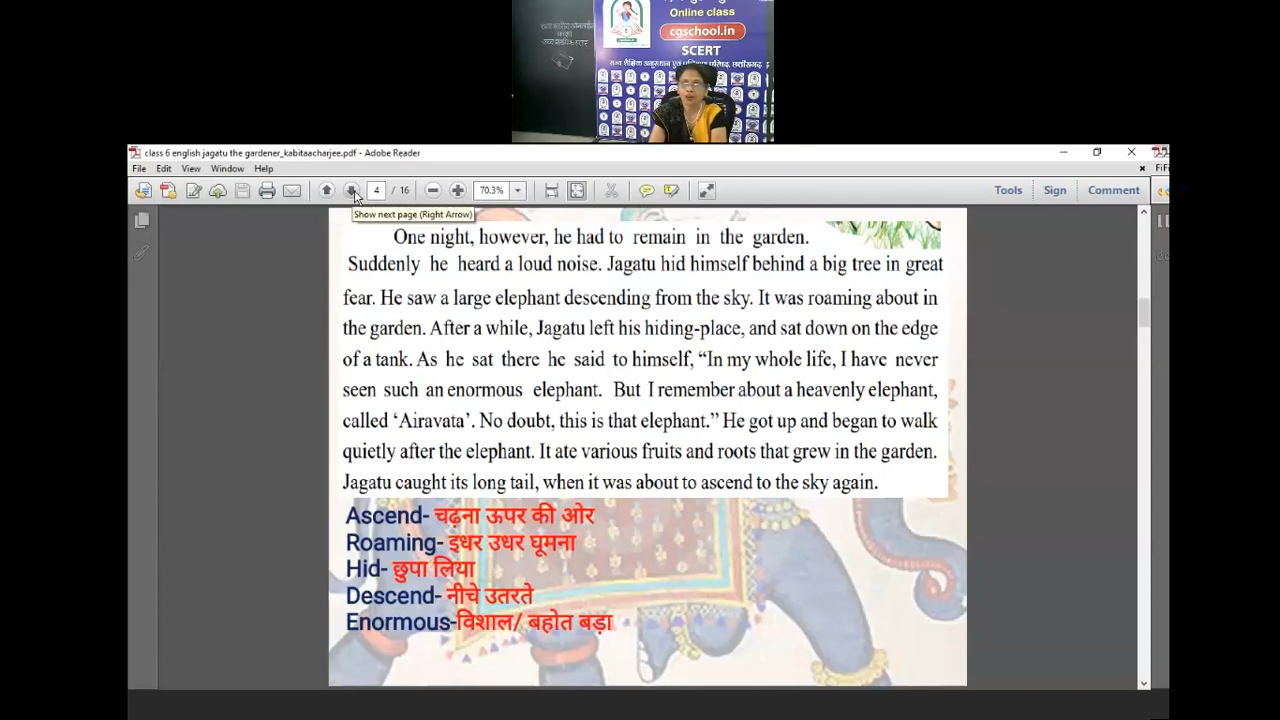 Online class
cgschool.in
SCERT
राज्य शैक्षिक अनुसंधान एवं प्रशिक्षण परिषद, छत्तीसगढ़
class 6 english jagatu the gardener_kabitaacharjee.pdf - Adobe Reader
File Edit View Window Help
4 / 16 70.3% Tools Sign Comment
Show next page (Right Arrow)
One night, however, he had to remain in the garden.
Suddenly he heard a loud noise. Jagatu hid himself behind a big tree in great
fear. He saw a large elephant descending from the sky. It was roaming about in
the garden. After a while, Jagatu left his hiding-place, and sat down on the edge
of a tank. As he sat there he said to himself, “In my whole life, I have never
seen such an enormous elephant. But I remember about a heavenly elephant,
called ‘Airavata’. No doubt, this is that elephant.” He got up and began to walk
quietly after the elephant. It ate various fruits and roots that grew in the garden.
Jagatu caught its long tail, when it was about to ascend to the sky again.
Ascend- चढ़ना ऊपर की ओर
Roaming- इधर उधर घूमना
Hid- छुपा लिया
Descend- नीचे उतरते
Enormous-विशाल/ बहोत बड़ा